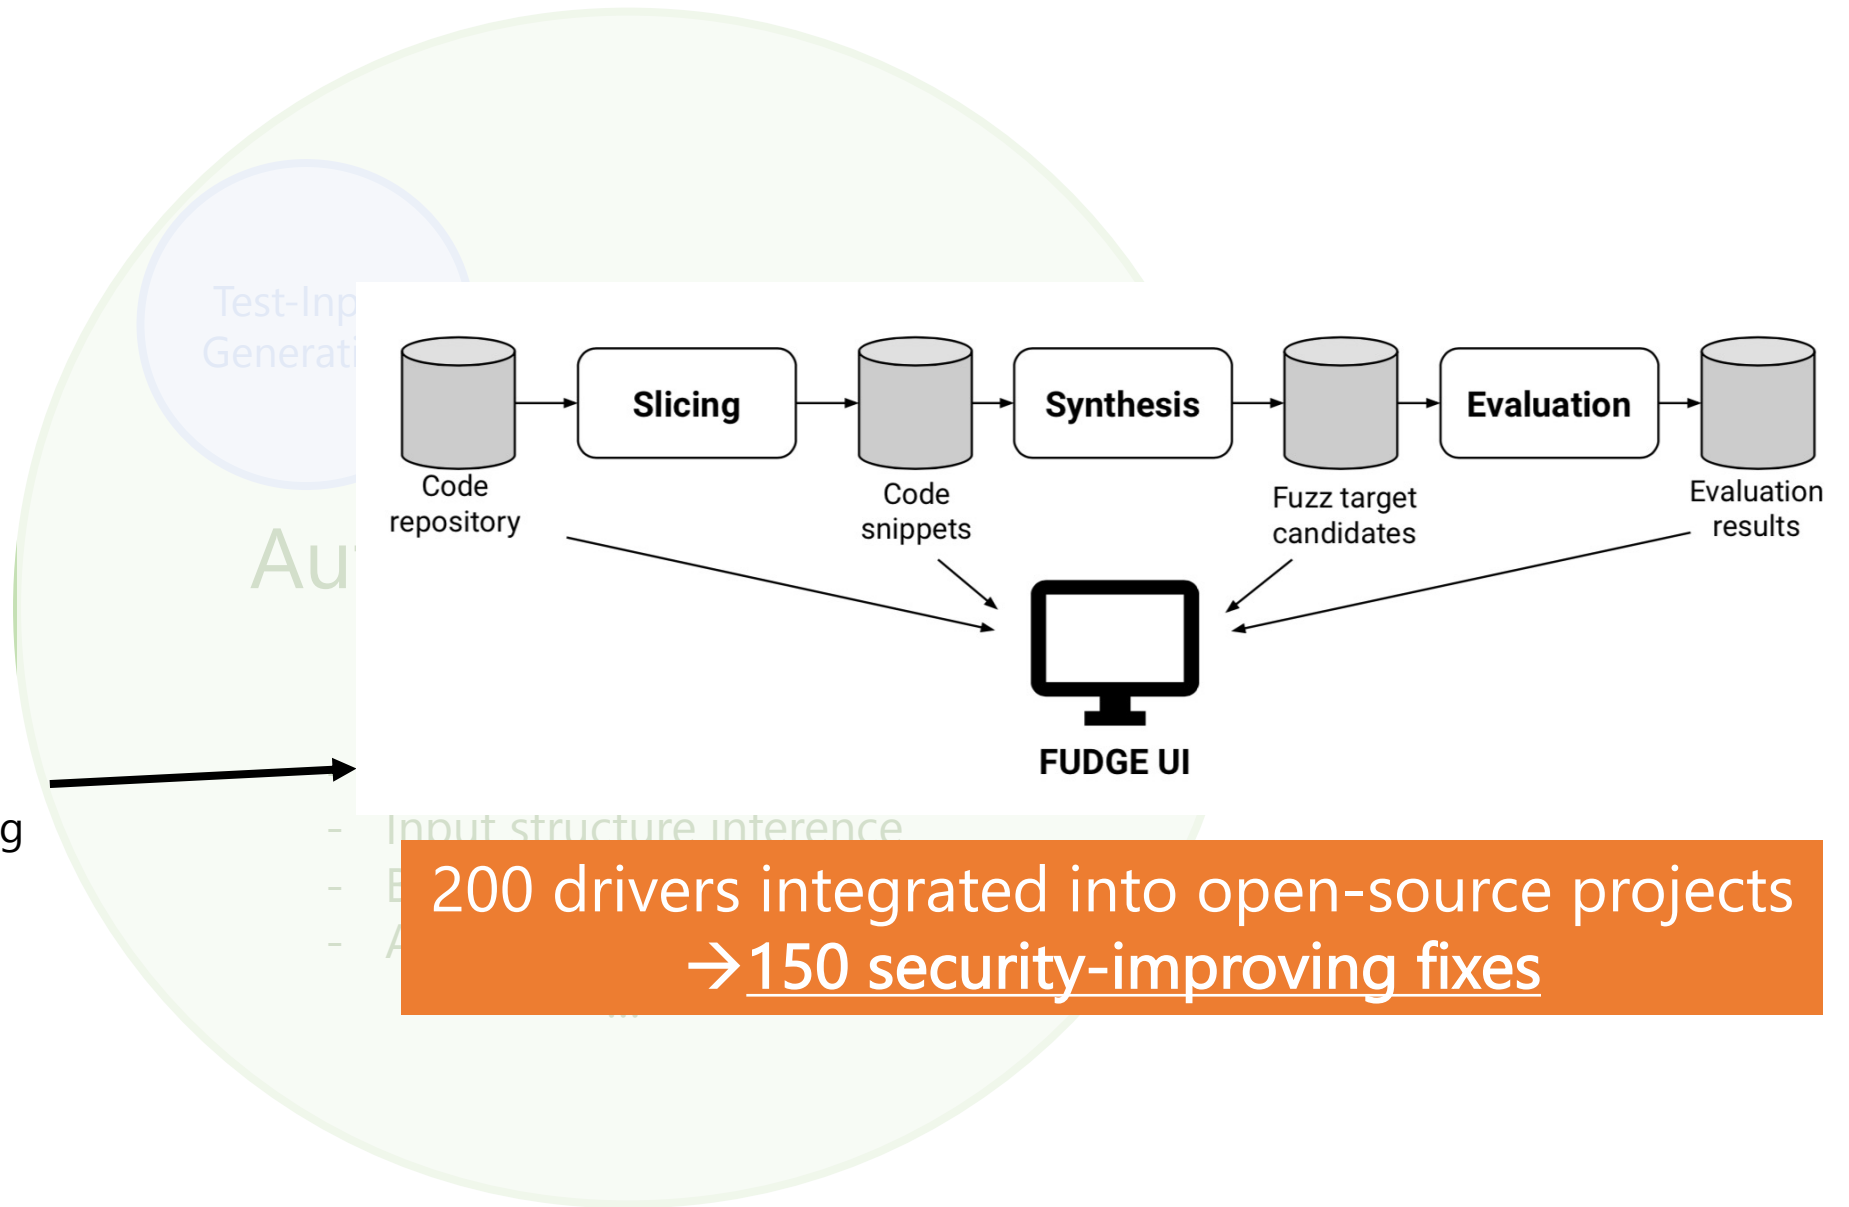 Test-Inp
Generati
Slicing
Synthesis
Evaluation
Code
repository
Code
snippets
Fuzz target
candidates
Evaluation
results
Au
FUDGE UI
g
- Input structure inference
- E
- A
200 drivers integrated into open-source projects
→150 security-improving fixes
...